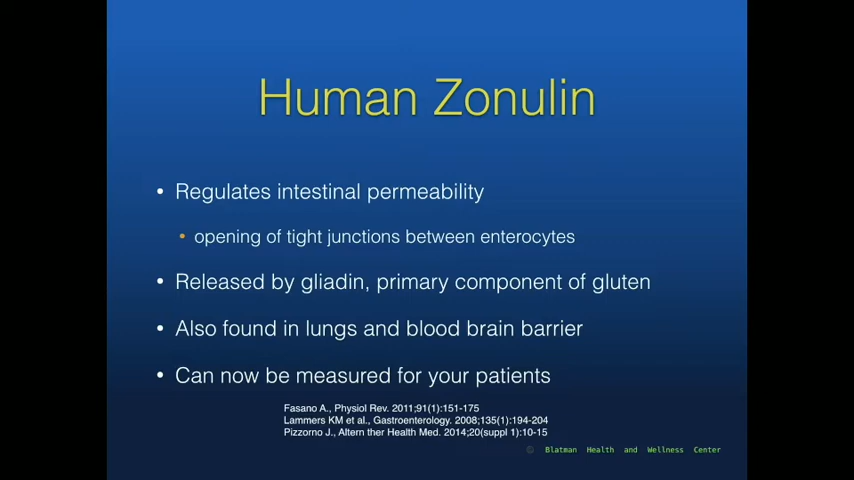 Human Zonulin
• Regulates intestinal permeability
• opening of tight junctions between enterocytes
• Released by gliadin, primary component of gluten
• Also found in lungs and blood brain barrier
• Can now be measured for your patients
Fasano A., Physiol Rev. 2011;91(1):151-175
Lammers KM et al., Gastroenterology. 2008;135(1):194-204
Pizzorno J., Altern ther Health Med. 2014;20(suppl 1):10-15
Blatman Health and Wellness Center